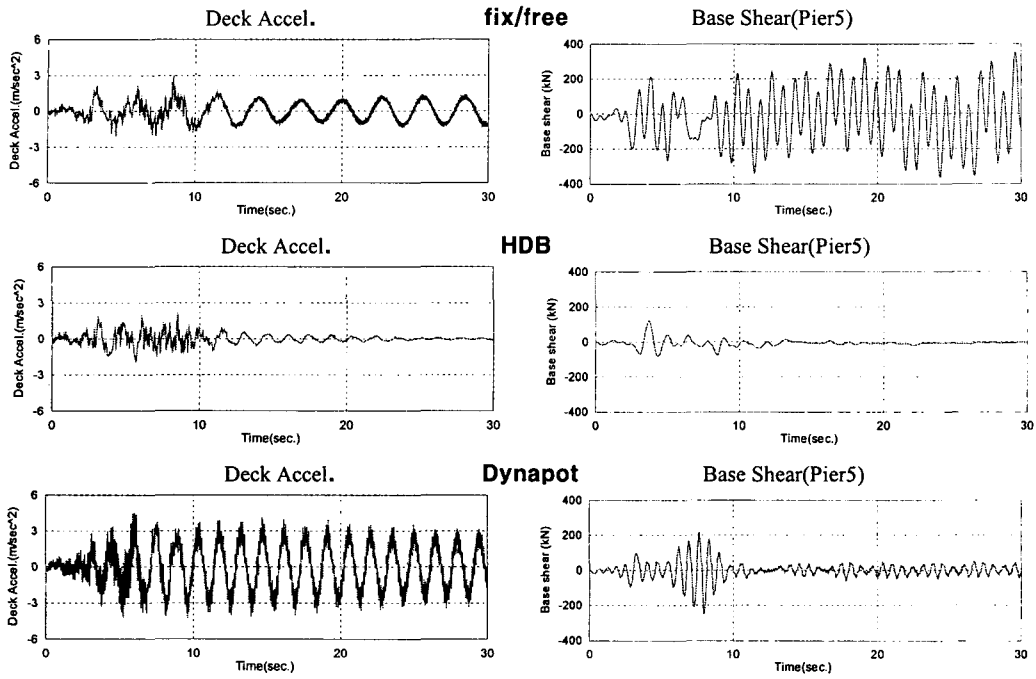 Deck Accel. fix/free Base Shear(Pier5)
Deck Accel.(m/sec^2)
6
3
0
-3
-6
0 10 20 30
Time(sec.)
Base shear (kN)
400
200
0
-200
-400
0 10 20 30
Time(sec.)
Deck Accel. HDB Base Shear(Pier5)
Deck Accel.(m/sec^2)
6
3
0
-3
-6
0 10 20 30
Time(sec.)
Base shear (kN)
400
200
0
-200
-400
0 10 20 30
Time(sec.)
Deck Accel. Dynapot Base Shear(Pier5)
Deck Accel.(m/sec^2)
6
3
0
-3
-6
0 10 20 30
Time(sec.)
Base shear (kN)
400
200
0
-200
-400
0 10 20 30
Time(sec.)